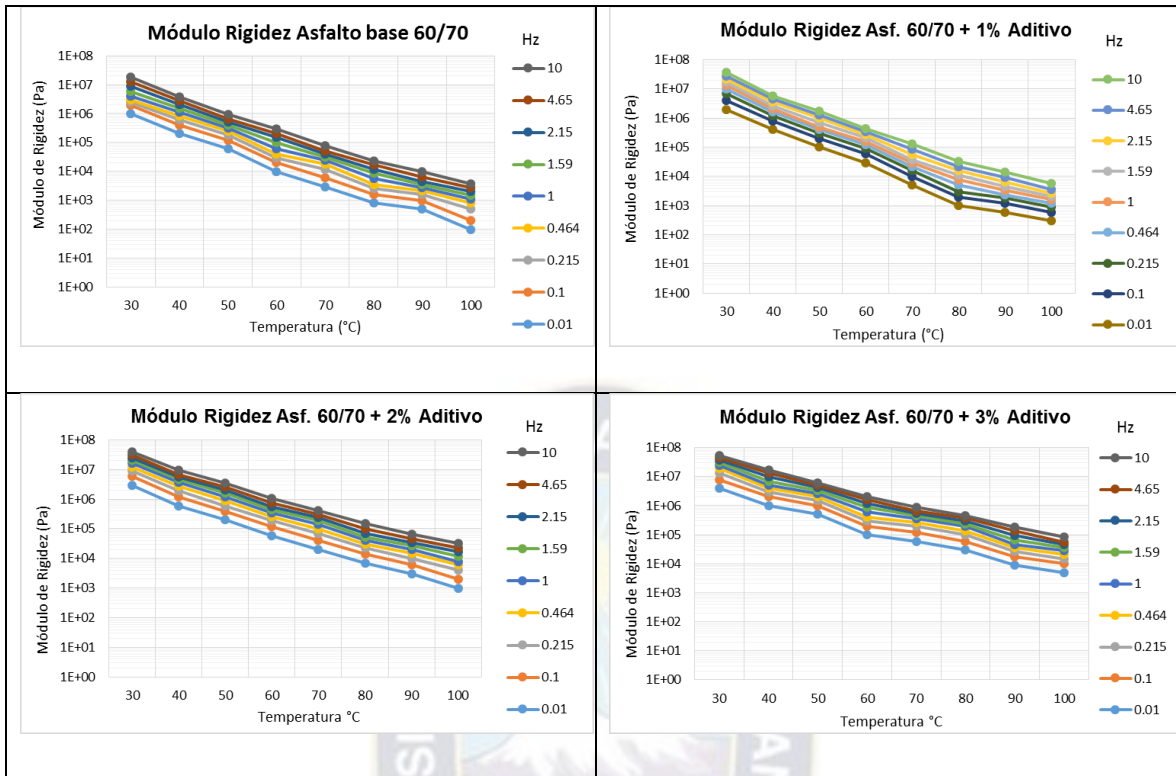 Módulo Rigidez Asfalto base 60/70
Hz
Módulo de Rigidez (Pa)
1E+08
1E+07
1E+06
1E+05
1E+04
1E+03
1E+02
1E+01
1E+00
30 40 50 60 70 80 90 100
Temperatura (°C)
10
4.65
2.15
1.59
1
0.464
0.215
0.1
0.01
Módulo Rigidez Asf. 60/70 + 1% Aditivo
Hz
Módulo de Rigidez (Pa)
1E+08
1E+07
1E+06
1E+05
1E+04
1E+03
1E+02
1E+01
1E+00
30 40 50 60 70 80 90 100
Temperatura (°C)
10
4.65
2.15
1.59
1
0.464
0.215
0.1
0.01
Módulo Rigidez Asf. 60/70 + 2% Aditivo
Hz
Módulo de Rigidez (Pa)
1E+08
1E+07
1E+06
1E+05
1E+04
1E+03
1E+02
1E+01
1E+00
30 40 50 60 70 80 90 100
Temperatura °C
10
4.65
2.15
1.59
1
0.464
0.215
0.1
0.01
Módulo Rigidez Asf. 60/70 + 3% Aditivo
Hz
Módulo de Rigidez (Pa)
1E+08
1E+07
1E+06
1E+05
1E+04
1E+03
1E+02
1E+01
1E+00
30 40 50 60 70 80 90 100
Temperatura °C
10
4.65
2.15
1.59
1
0.464
0.215
0.1
0.01